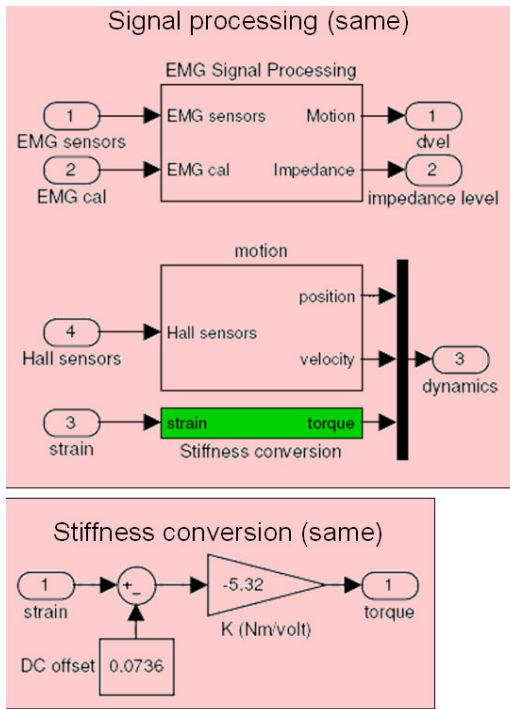 Signal processing (same)
EMG Signal Processing
1
EMG sensors
EMG sensors
Motion
1
dvel
2
EMG cal
EMG cal
Impedance
2
impedance level
motion
position
4
Hall sensors
Hall sensors
velocity
3
dynamics
3
strain
strain
torque
Stiffness conversion
Stiffness conversion (same)
1
strain
+
-
-5.32
K (Nm/volt)
1
torque
DC offset
0.0736